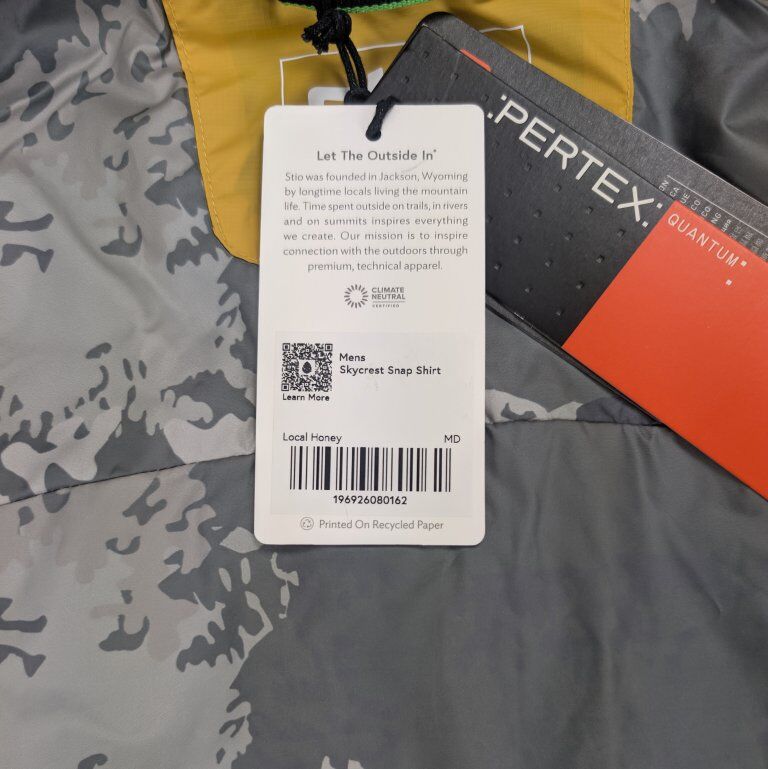 Let The Outside In*
Stio was founded in Jackson, Wyoming
by longtime locals living the mountain
life. Time spent outside on trails, in rivers
and on summits inspires everything
we create. Our mission is to inspire
connection with the outdoors through
premium, technical apparel.
CLIMATE
NEUTRAL
CERTIFIED
Mens
Skycrest Snap Shirt
Learn More
Local Honey MD
196926080162
Printed On Recycled Paper
:PERTEX:
QUANTUM